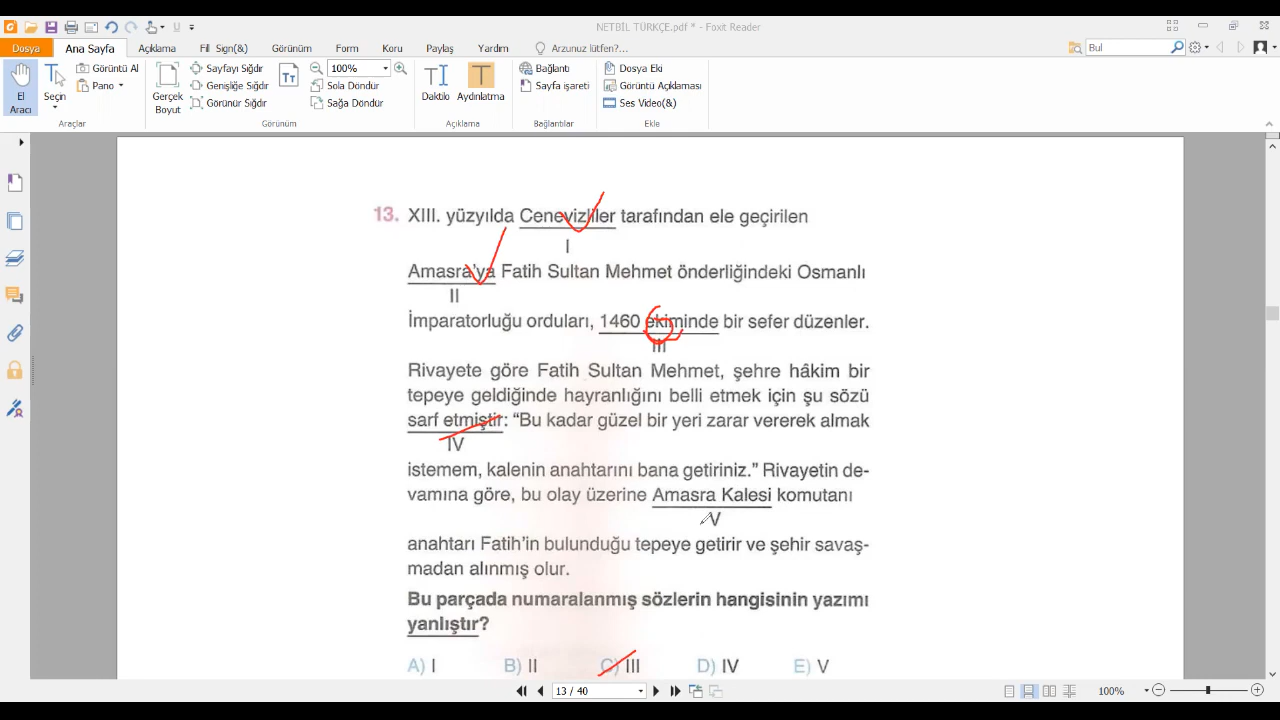 NETBİL TÜRKÇE.pdf * - Foxit Reader
Dosya Ana Sayfa Açıklama Fill Sign(&) Görünüm Form Koru Paylaş Yardım Arzunuz lütfen?... Bul
El Aracı Seçin Görüntü Al Pano
Gerçek Boyut Sayfayı Sığdır Genişliğe Sığdır Görünür Sığdır 100% Sola Döndür Sağa Döndür
Daktilo Aydınlatma Bağlantı Sayfa işareti Dosya Eki Görüntü Açıklaması Ses Video(&)
Araçlar Görünüm Açıklama Bağlantılar Ekle
13. XIII. yüzyılda Cenevizliler tarafından ele geçirilen
I
Amasra'ya Fatih Sultan Mehmet önderliğindeki Osmanlı
II
İmparatorluğu orduları, 1460 ekiminde bir sefer düzenler.
III
Rivayete göre Fatih Sultan Mehmet, şehre hâkim bir
tepeye geldiğinde hayranlığını belli etmek için şu sözü
sarf etmiştir: "Bu kadar güzel bir yeri zarar vererek almak
IV
istemem, kalenin anahtarını bana getiriniz." Rivayetin de-
vamına göre, bu olay üzerine Amasra Kalesi komutanı
V
anahtarı Fatih'in bulunduğu tepeye getirir ve şehir savaş-
madan alınmış olur.
Bu parçada numaralanmış sözlerin hangisinin yazımı
yanlıştır?
A) I B) II C) III D) IV E) V
13 / 40 100%